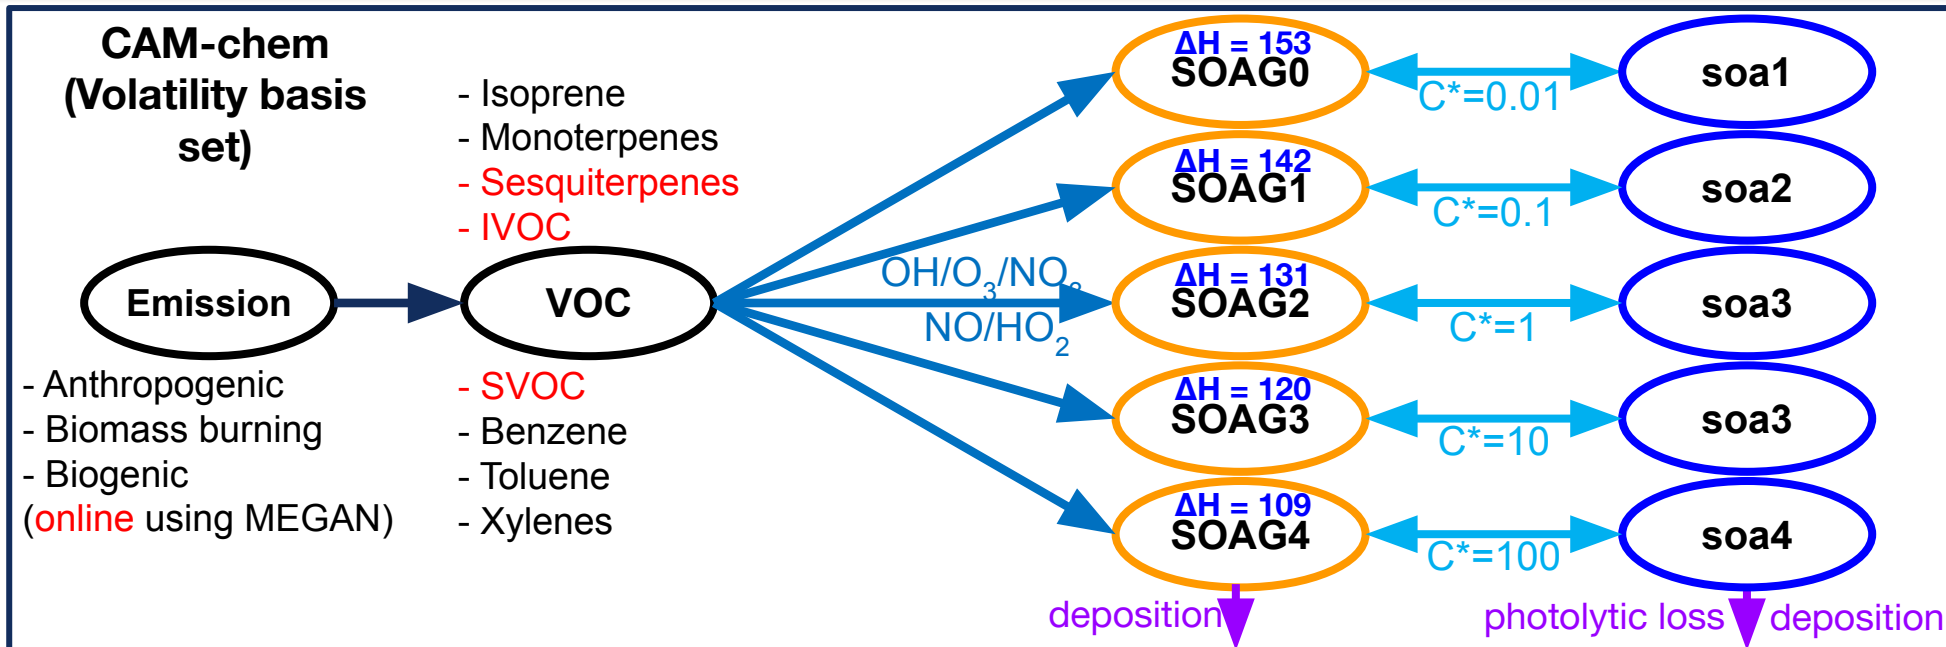 CAM-chem
(Volatility basis
set)
- Isoprene
- Monoterpenes
- Sesquiterpenes
- IVOC
Emission
VOC
- Anthropogenic
- Biomass burning
- Biogenic
(online using MEGAN)
- SVOC
- Benzene
- Toluene
- Xylenes
OH/O3/NO3
NO/HO2
ΔH = 153
SOAG0
C*=0.01
soa1
ΔH = 142
SOAG1
C*=0.1
soa2
ΔH = 131
SOAG2
C*=1
soa3
ΔH = 120
SOAG3
C*=10
soa3
ΔH = 109
SOAG4
C*=100
soa4
deposition
photolytic loss
deposition